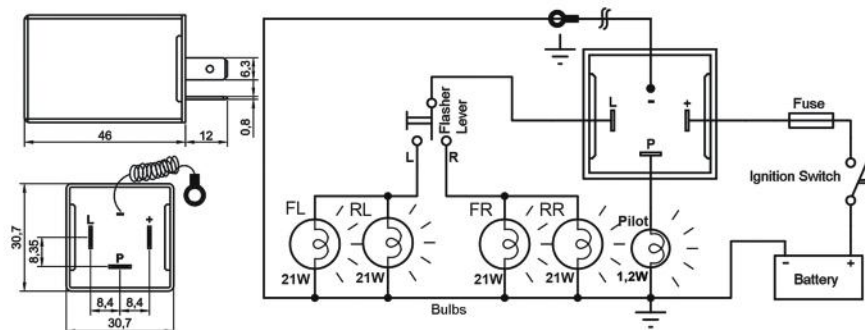 6,3
0,8
46
12
L
-
+
P
30,7
8,35
8,4
8,4
30,7
Flasher
Lever
L
R
L
-
+
P
Fuse
Ignition Switch
FL
RL
FR
RR
Pilot
21W
21W
21W
21W
1,2W
Bulbs
-
+
Battery